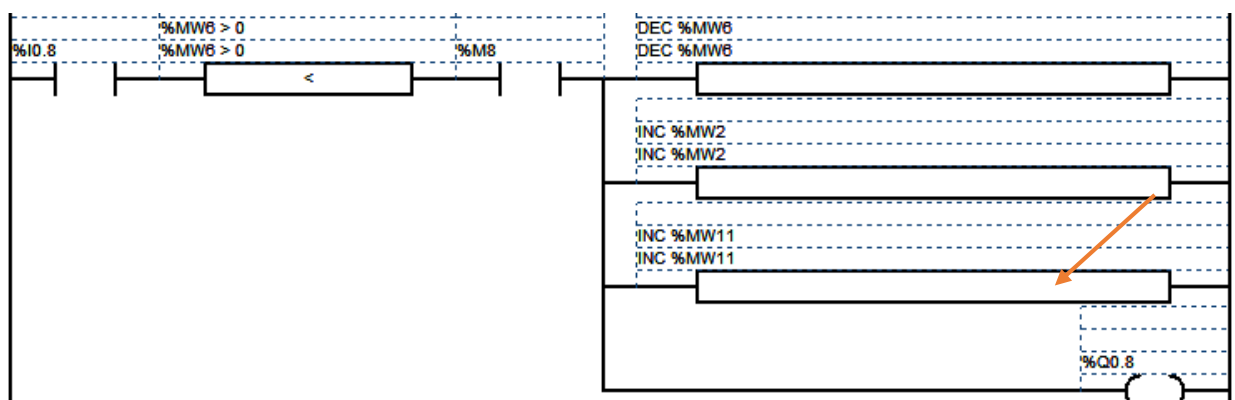 %MW6 > 0
DEC %MW6
%I0.8
%MW6 > 0
%M8
DEC %MW6
<
INC %MW2
INC %MW2
INC %MW11
INC %MW11
%Q0.8